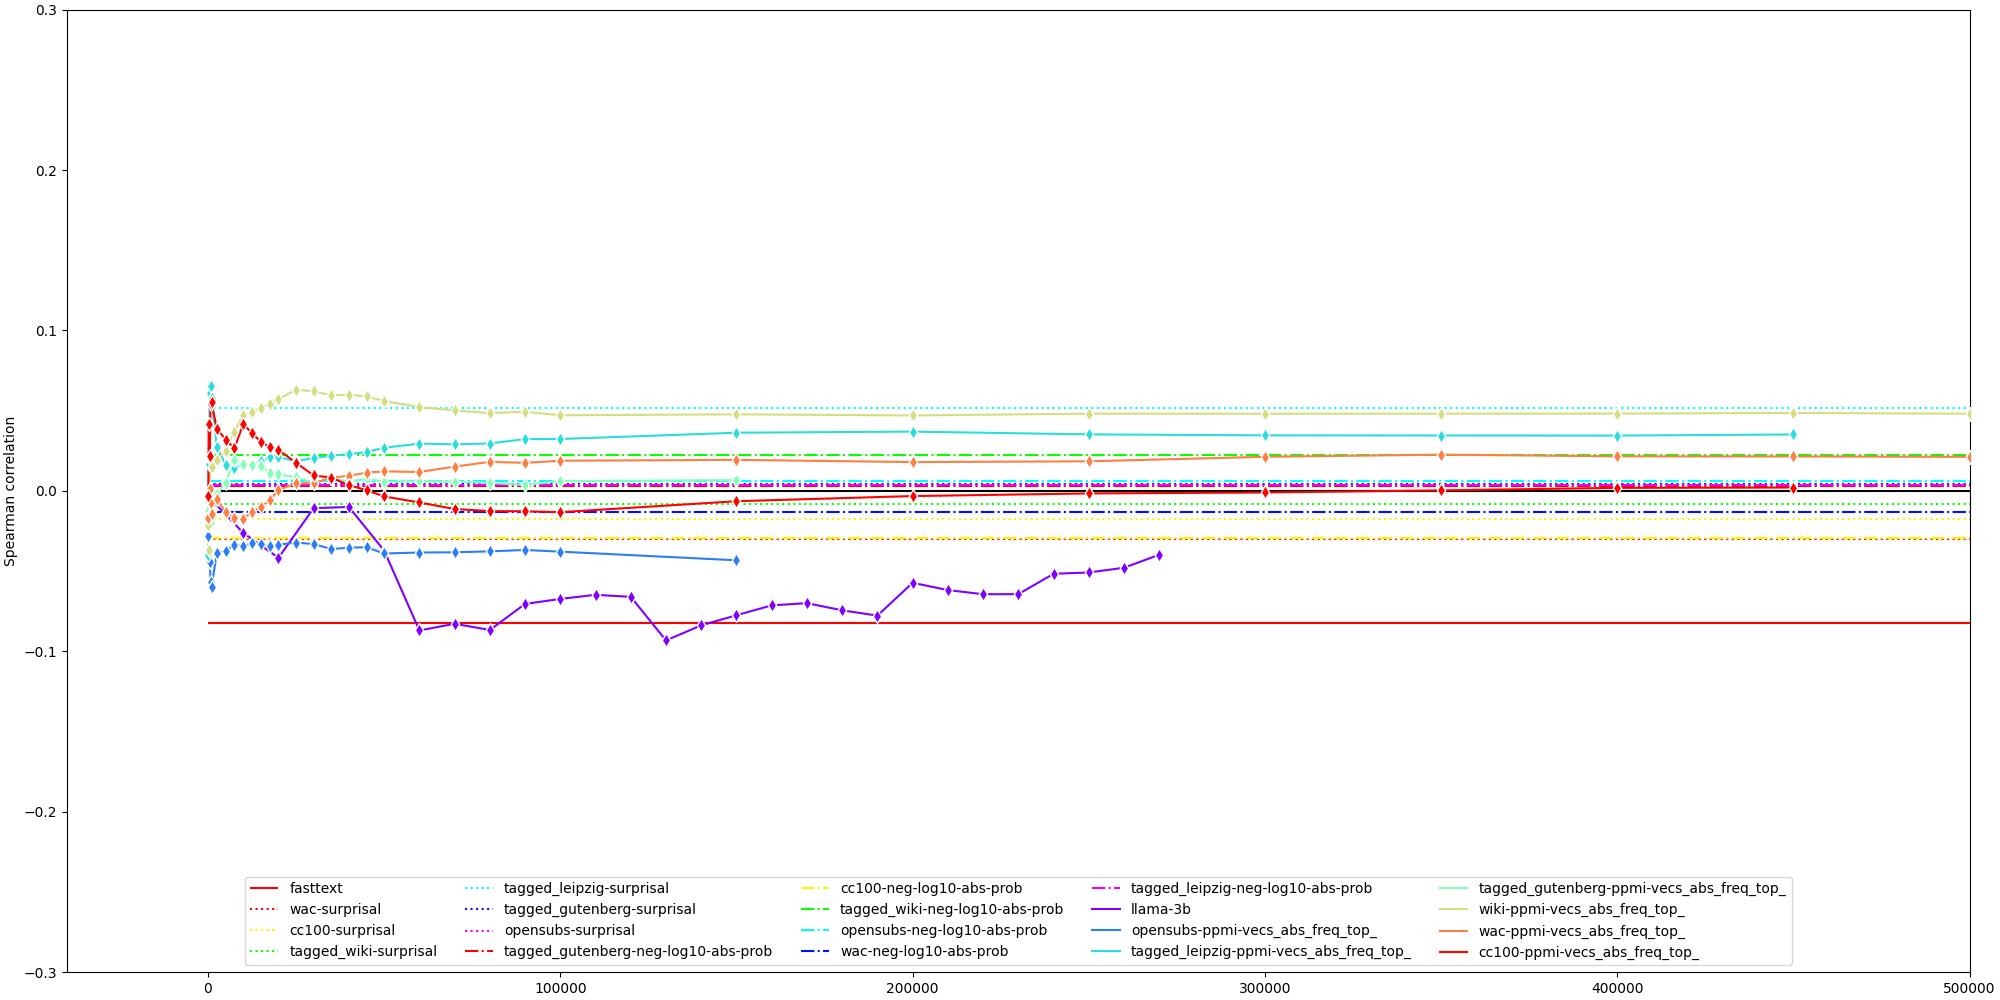 0.3
0.2
0.1
0.0
−0.1
−0.2
−0.3
Spearman correlation
fasttext
wac-surprisal
cc100-surprisal
tagged_wiki-surprisal
tagged_leipzig-surprisal
tagged_gutenberg-surprisal
opensubs-surprisal
tagged_gutenberg-neg-log10-abs-prob
cc100-neg-log10-abs-prob
tagged_wiki-neg-log10-abs-prob
opensubs-neg-log10-abs-prob
wac-neg-log10-abs-prob
tagged_leipzig-neg-log10-abs-prob
llama-3b
opensubs-ppmi-vecs_abs_freq_top_
tagged_leipzig-ppmi-vecs_abs_freq_top_
tagged_gutenberg-ppmi-vecs_abs_freq_top_
wiki-ppmi-vecs_abs_freq_top_
wac-ppmi-vecs_abs_freq_top_
cc100-ppmi-vecs_abs_freq_top_
0
100000
200000
300000
400000
500000